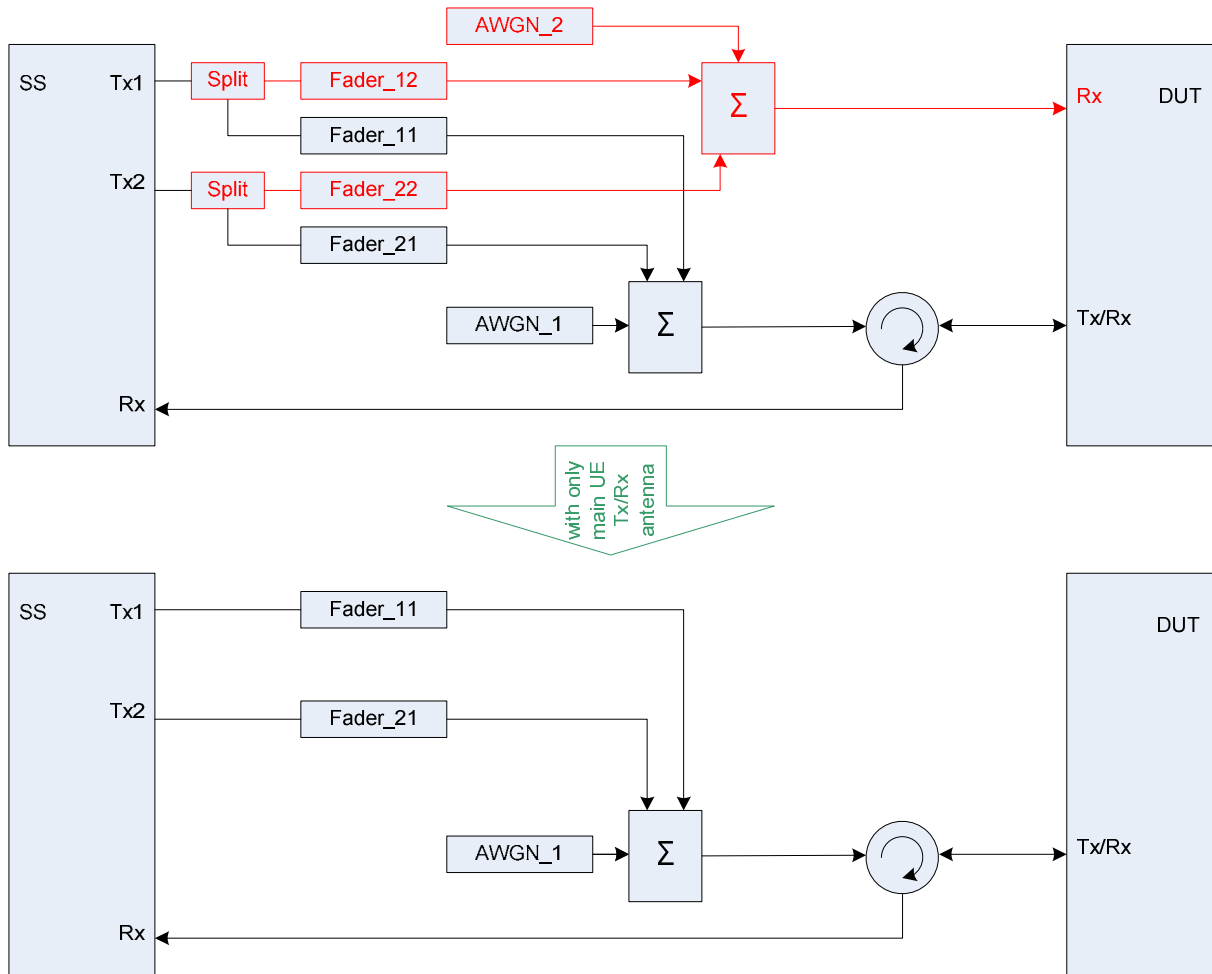 AWGN_2
SS
Tx1
Split
Fader_12
Σ
Rx
DUT
Fader_11
Tx2
Split
Fader_22
Fader_21
AWGN_1
Σ
Tx/Rx
Rx
with only
main UE
Tx/Rx
antenna
SS
Tx1
Fader_11
DUT
Tx2
Fader_21
AWGN_1
Σ
Tx/Rx
Rx